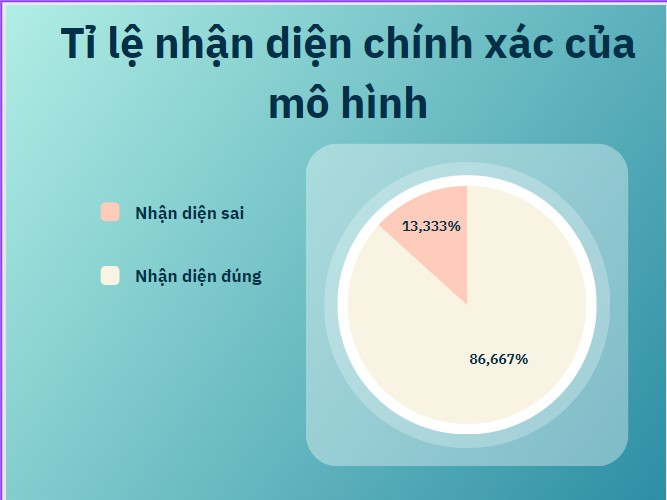 Tỉ lệ nhận diện chính xác của
mô hình
Nhận diện sai
Nhận diện đúng
13,333%
86,667%